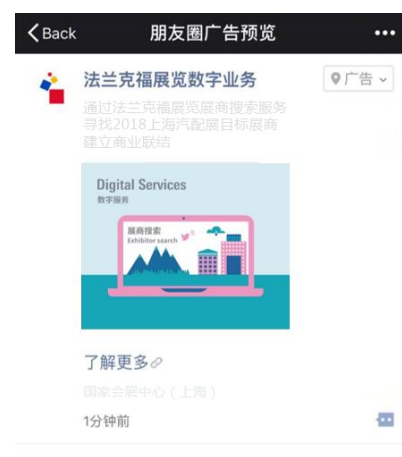 Back
朋友圈广告预览
法兰克福展览数字业务
广告
通过法兰克福展览展商搜索服务
寻找2018上海汽配展目标展商
建立商业联结
Digital Services
数字服务
展商搜索
Exhibitor search
了解更多
国家会展中心（上海）
1分钟前